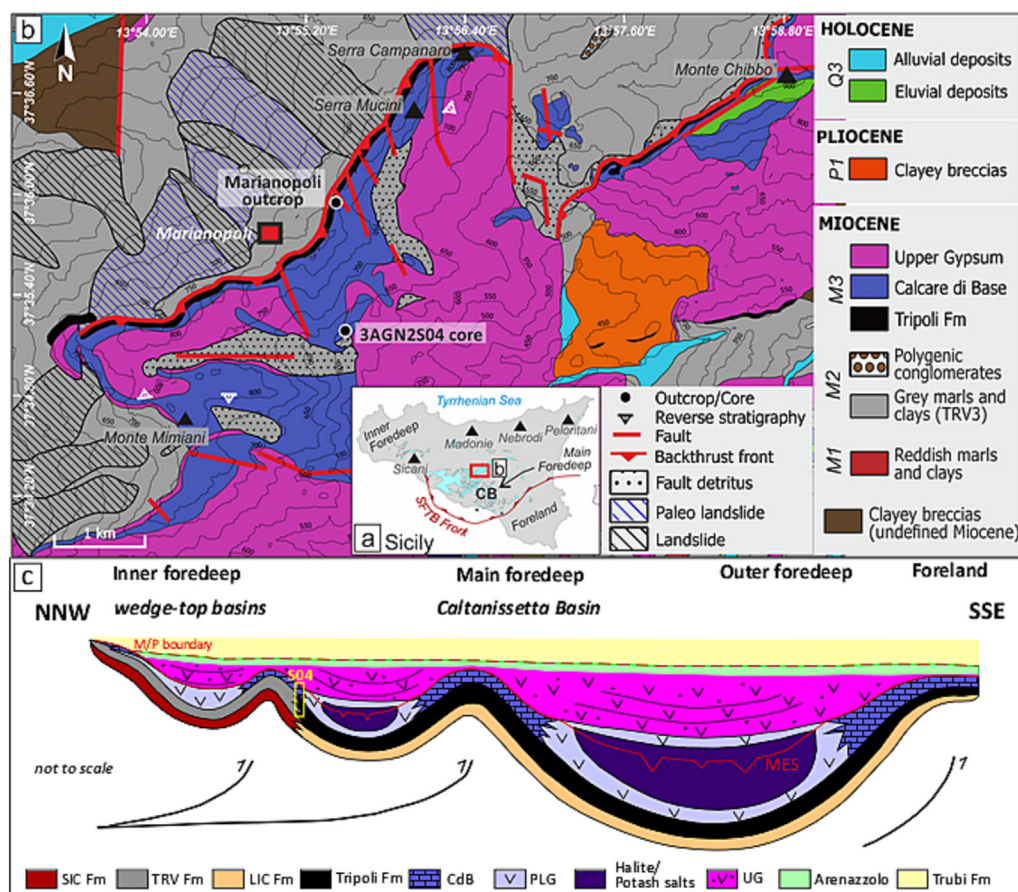 b
N
13°54.00'E
13°55.20'E
13°56.40'E
13°57.60'E
13°58.80'E
37°36.60'N
37°36.00'N
37°25.40'N
37°24.20'N
Serra Campanaro
Serra Mucini
Monte Chibbo
Marianopoli
outcrop
Marianopoli
3AGN2S04 core
Monte Mimiani
1 km
HOLOCENE
Q3
Alluvial deposits
Eluvial deposits
PLIOCENE
P1
Clayey breccias
MIOCENE
M3
Upper Gypsum
Calcare di Base
Tripoli Fm
M2
Polygenic
conglomerates
Grey marls and
clays (TRV3)
M1
Reddish marls
and clays
Clayey breccias
(undefined Miocene)
Outcrop/Core
Reverse stratigraphy
Fault
Backthrust front
Fault detritus
Paleo landslide
Landslide
Tyrrhenian Sea
Inner
Foredeep
Madonie
Nebrodi
Peloritani
Sicani
b
Main
Foredeep
CB
SFTB Front
Foreland
a
Sicily
c
Inner foredeep
Main foredeep
Outer foredeep
Foreland
NNW
wedge-top basins
Caltanissetta Basin
SSE
M/P boundary
S04
MES
not to scale
SIC Fm
TRV Fm
LIC Fm
Tripoli Fm
CdB
PLG
Halite/
Potash salts
UG
Arenazzolo
Trubi Fm